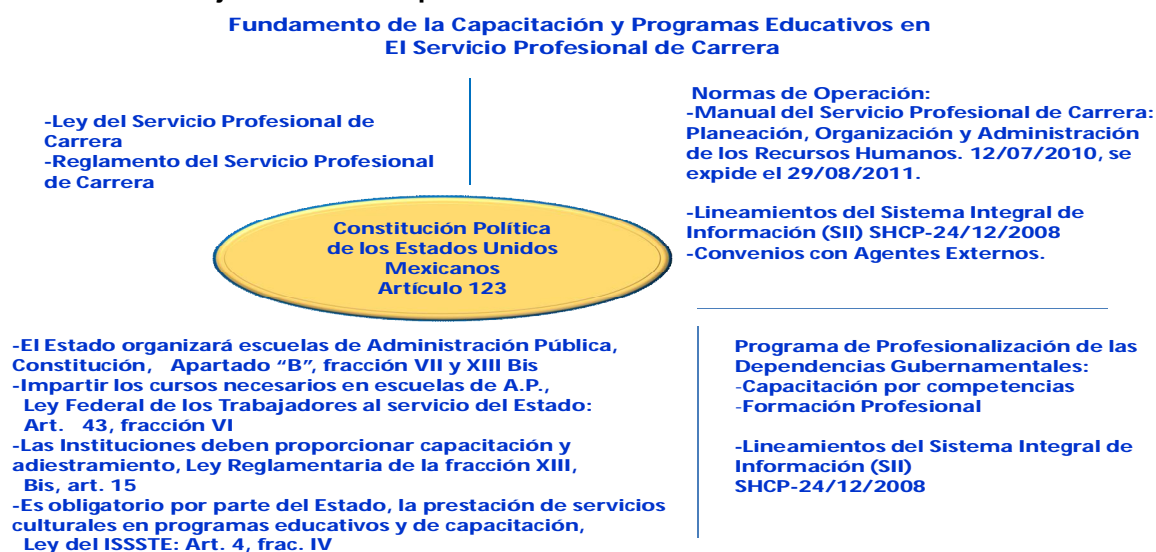 Fundamento de la Capacitación y Programas Educativos en
El Servicio Profesional de Carrera
-Ley del Servicio Profesional de
Carrera
-Reglamento del Servicio Profesional
de Carrera
Normas de Operación:
-Manual del Servicio Profesional de Carrera:
Planeación, Organización y Administración
de los Recursos Humanos. 12/07/2010, se
expide el 29/08/2011.
-Lineamientos del Sistema Integral de
Información (SII) SHCP-24/12/2008
-Convenios con Agentes Externos.
Constitución Política
de los Estados Unidos
Mexicanos
Artículo 123
-El Estado organizará escuelas de Administración Pública,
Constitución, Apartado “B”, fracción VII y XIII Bis
-Impartir los cursos necesarios en escuelas de A.P.,
Ley Federal de los Trabajadores al servicio del Estado:
Art. 43, fracción VI
-Las Instituciones deben proporcionar capacitación y
adiestramiento, Ley Reglamentaria de la fracción XIII,
Bis, art. 15
-Es obligatorio por parte del Estado, la prestación de servicios
culturales en programas educativos y de capacitación,
Ley del ISSSTE: Art. 4, frac. IV
Programa de Profesionalización de las
Dependencias Gubernamentales:
-Capacitación por competencias
-Formación Profesional
-Lineamientos del Sistema Integral de
Información (SII)
SHCP-24/12/2008